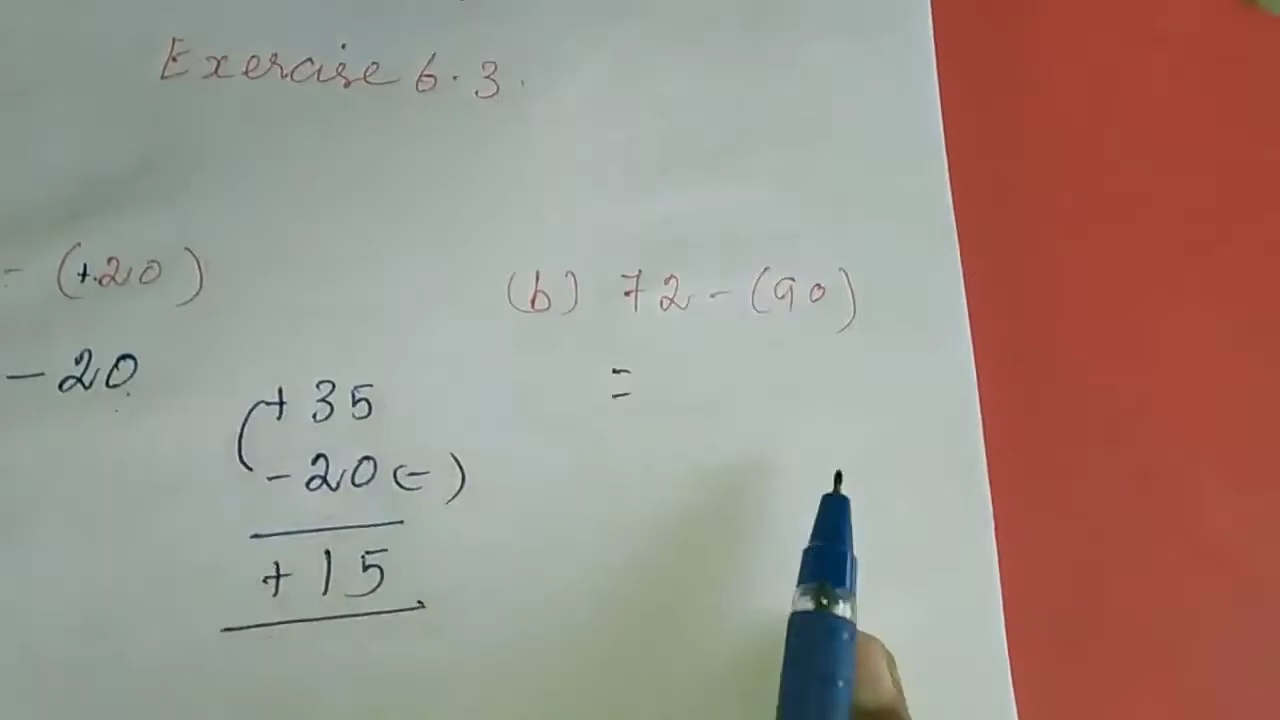 Exercise 6.3.
- (+20)
- 20
+ 35
- 20 (-)
+ 15
(b) 72 - (90)
=